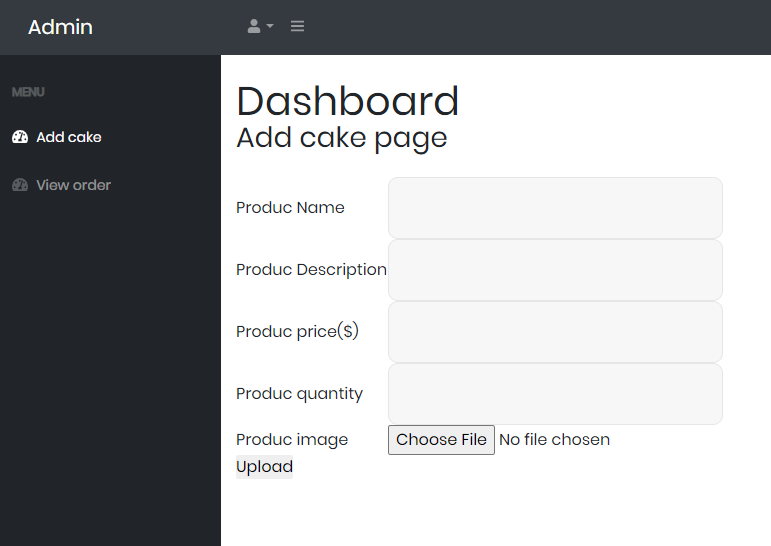 Admin
MENU
Add cake
View order
Dashboard
Add cake page
Produc Name
Produc Description
Produc price($)
Produc quantity
Produc image Choose File No file chosen
Upload